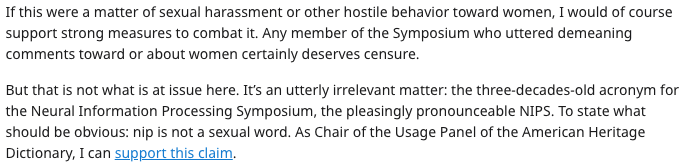 If this were a matter of sexual harassment or other hostile behavior toward women, I would of course
support strong measures to combat it. Any member of the Symposium who uttered demeaning
comments toward or about women certainly deserves censure.
But that is not what is at issue here. It’s an utterly irrelevant matter: the three-decades-old acronym for
the Neural Information Processing Symposium, the pleasingly pronounceable NIPS. To state what
should be obvious: nip is not a sexual word. As Chair of the Usage Panel of the American Heritage
Dictionary, I can support this claim.